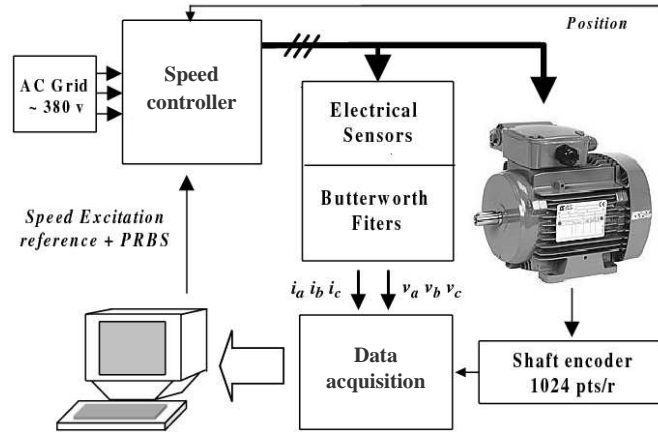 Position
Speed
controller
AC Grid
~ 380 v
Electrical
Sensors
Butterworth
Fiters
Speed Excitation
reference + PRBS
i_a i_b i_c
v_a v_b v_c
Data
acquisition
Shaft encoder
1024 pts/r